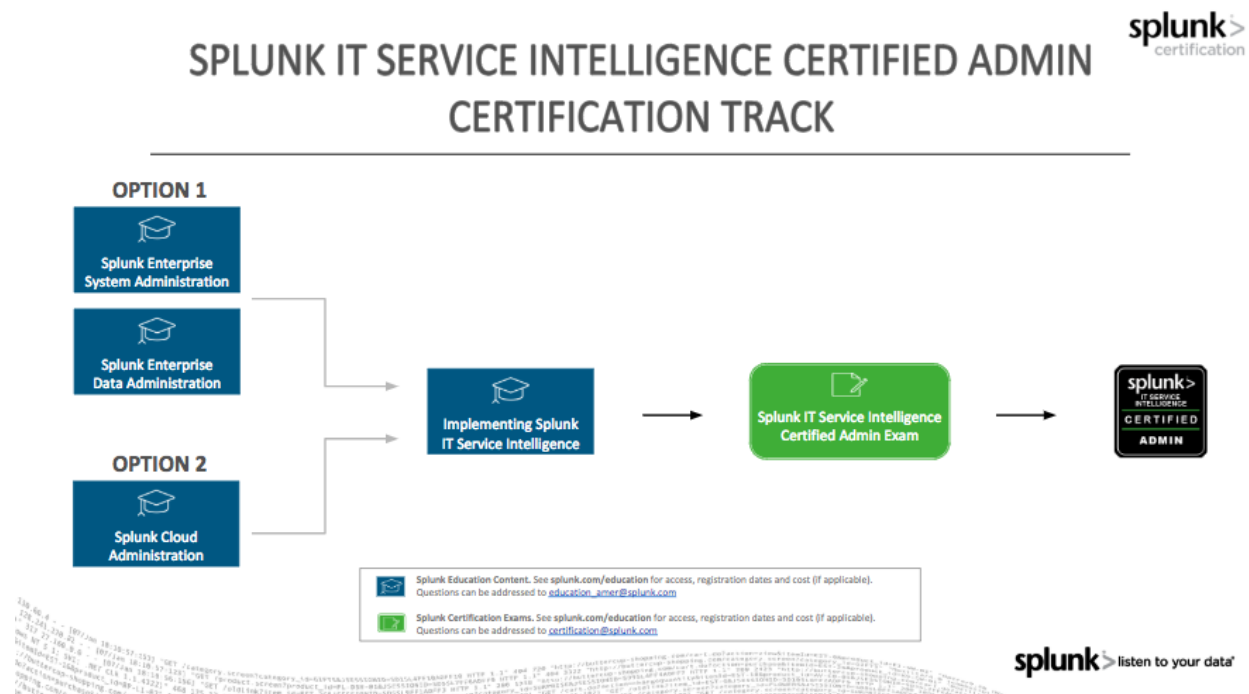 splunk>
certification
SPLUNK IT SERVICE INTELLIGENCE CERTIFIED ADMIN
CERTIFICATION TRACK
OPTION 1
Splunk Enterprise
System Administration
Splunk Enterprise
Data Administration
OPTION 2
Splunk Cloud
Administration
Implementing Splunk
IT Service Intelligence
Splunk IT Service Intelligence
Certified Admin Exam
splunk>
IT SERVICE
INTELLIGENCE
CERTIFIED
ADMIN
Splunk Education Content. See splunk.com/education for access, registration dates and cost (if applicable).
Questions can be addressed to education_amer@splunk.com
Splunk Certification Exams. See splunk.com/education for access, registration dates and cost (if applicable).
Questions can be addressed to certification@splunk.com
splunk> listen to your data®